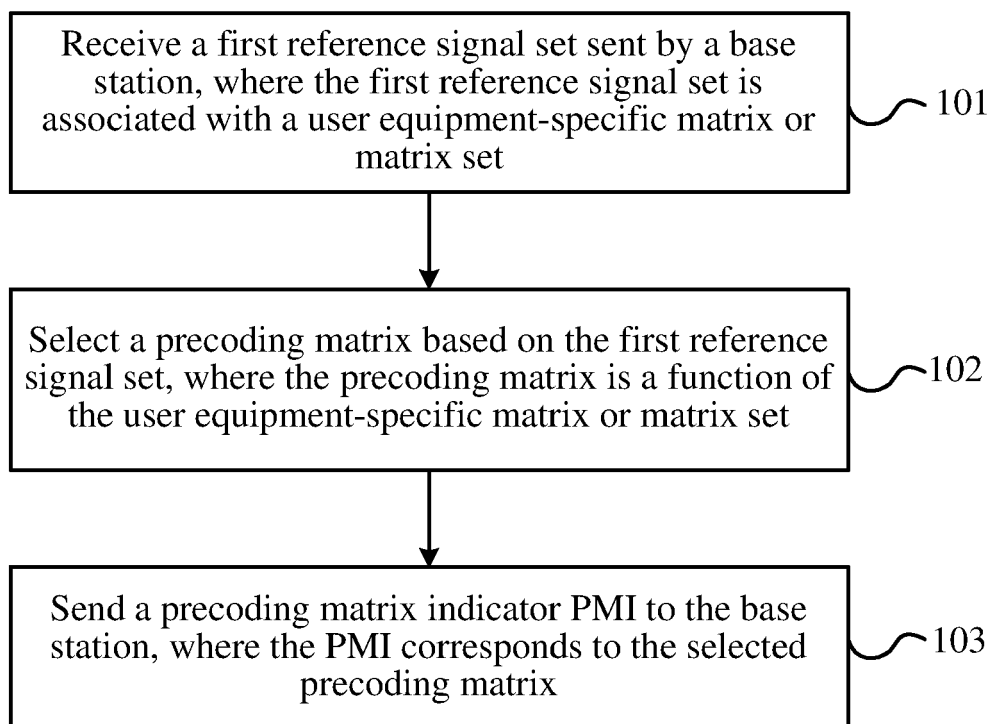 Receive a first reference signal set sent by a base
station, where the first reference signal set is
associated with a user equipment-specific matrix or
matrix set
101
Select a precoding matrix based on the first reference
signal set, where the precoding matrix is a function of
the user equipment-specific matrix or matrix set
102
Send a precoding matrix indicator PMI to the base
station, where the PMI corresponds to the selected
precoding matrix
103